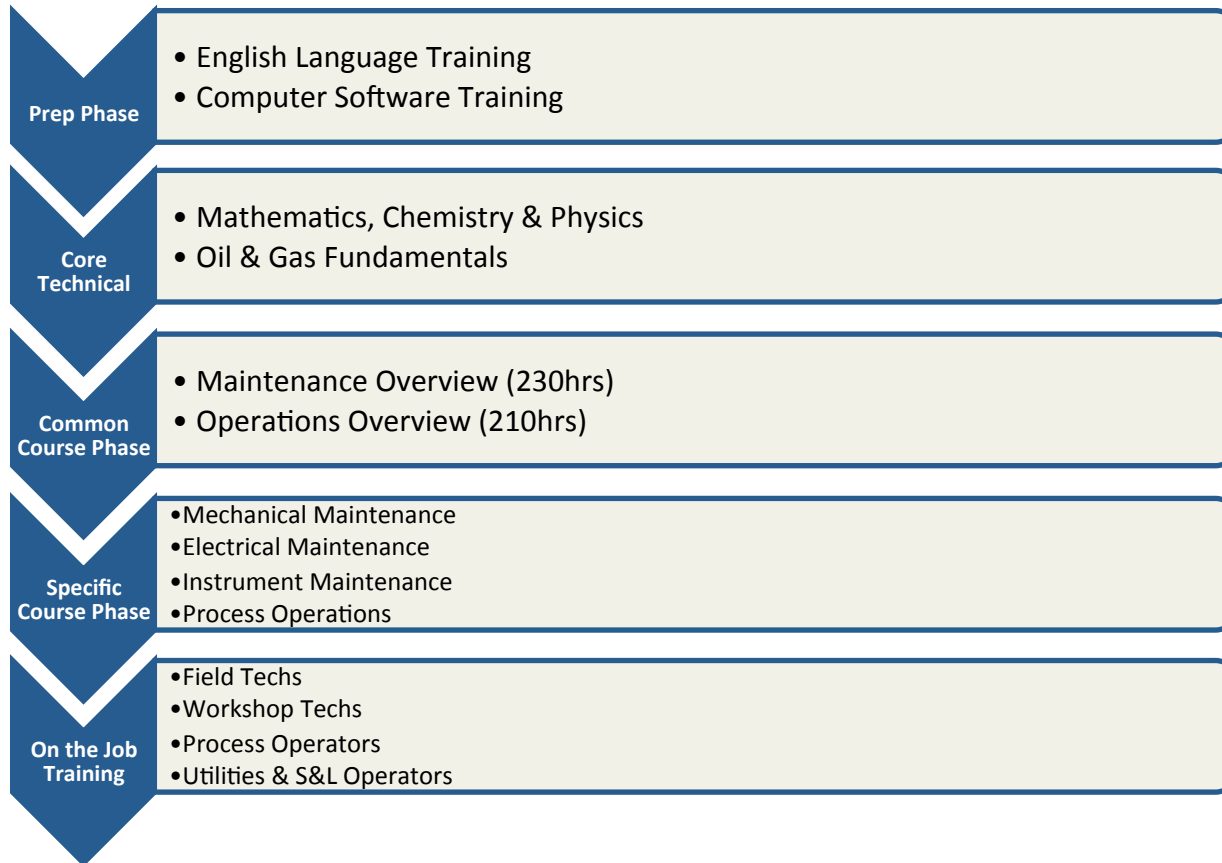 Prep Phase
• English Language Training
• Computer Software Training
Core
Technical
• Mathematics, Chemistry & Physics
• Oil & Gas Fundamentals
Common
Course Phase
• Maintenance Overview (230hrs)
• Operations Overview (210hrs)
Specific
Course Phase
•Mechanical Maintenance
•Electrical Maintenance
•Instrument Maintenance
•Process Operations
On the Job
Training
•Field Techs
•Workshop Techs
•Process Operators
•Utilities & S&L Operators